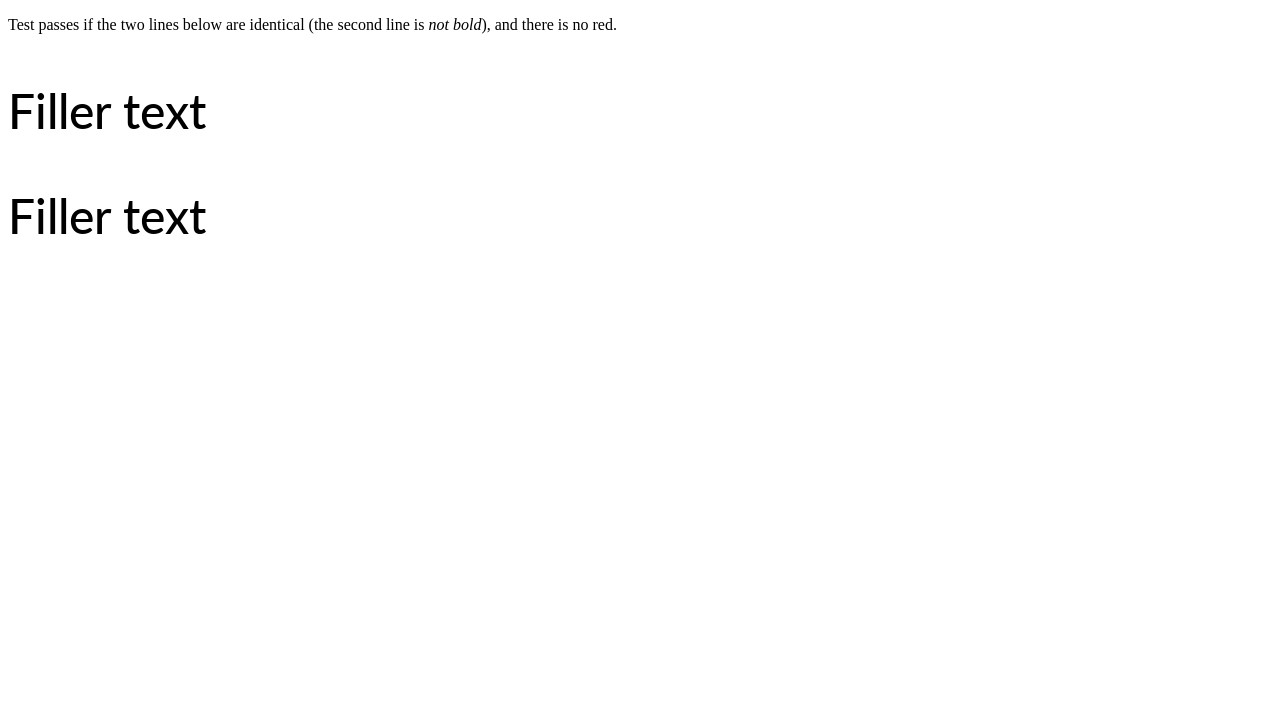 Test passes if the two lines below are identical (the second line is not bold), and there is no red.
Filler text
Filler text